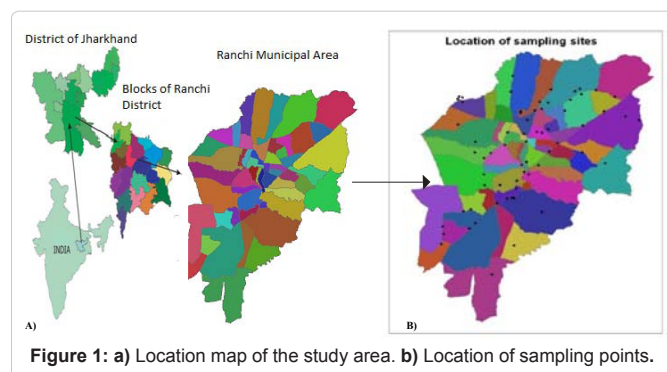 District of Jharkhand
Blocks of Ranchi
District
Ranchi Municipal Area
INDIA
A)
Location of sampling sites
B)
Figure 1: a) Location map of the study area. b) Location of sampling points.